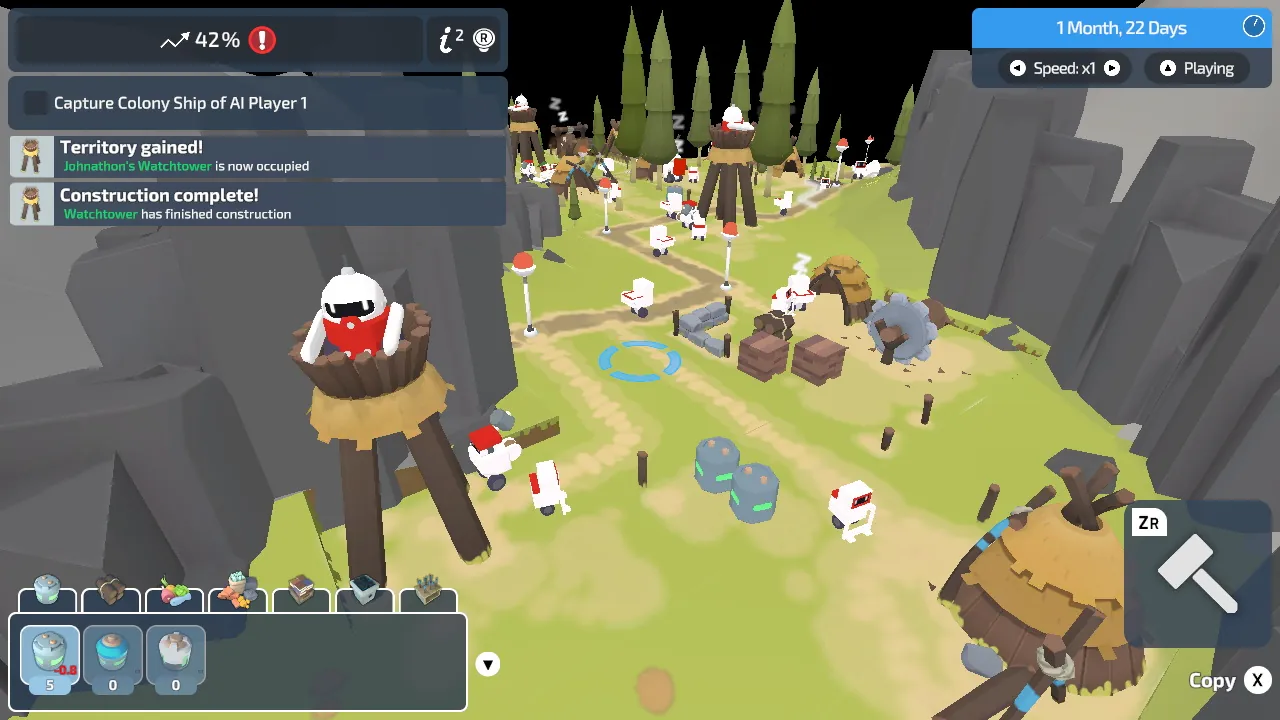 42%
i 2 R
1 Month, 22 Days
Speed: x1
Playing
Capture Colony Ship of AI Player 1
Territory gained!
Johnathon's Watchtower is now occupied
Construction complete!
Watchtower has finished construction
z z
z z
z z
ZR
-0.8
5
0
0
Copy X